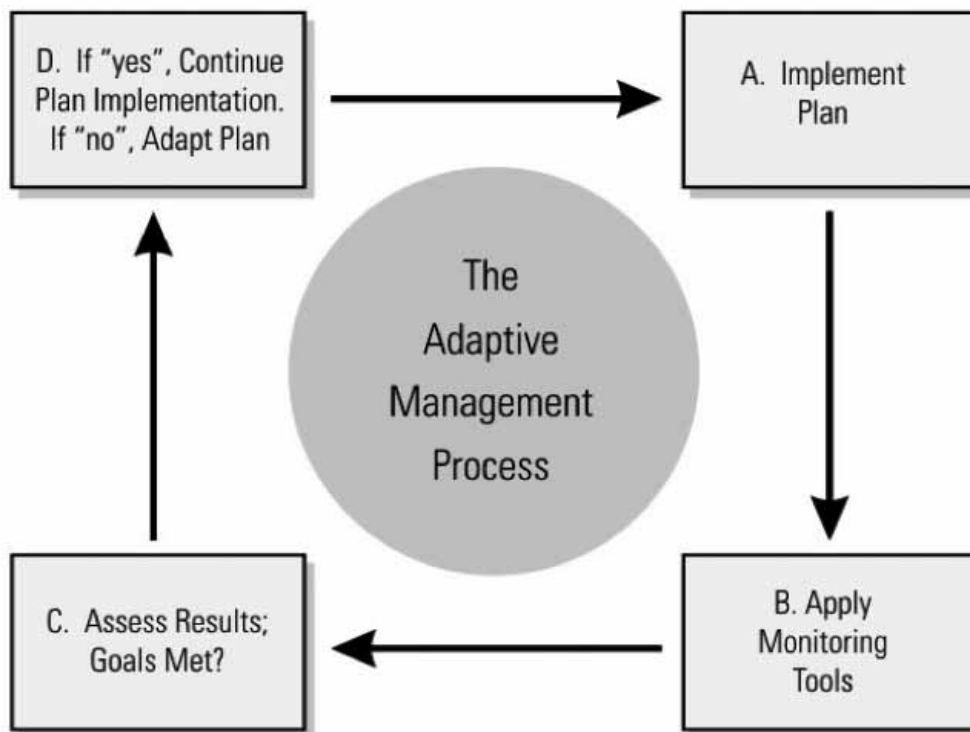 D. If "yes", Continue
Plan Implementation.
If "no", Adapt Plan
A. Implement
Plan
The
Adaptive
Management
Process
C. Assess Results;
Goals Met?
B. Apply
Monitoring
Tools